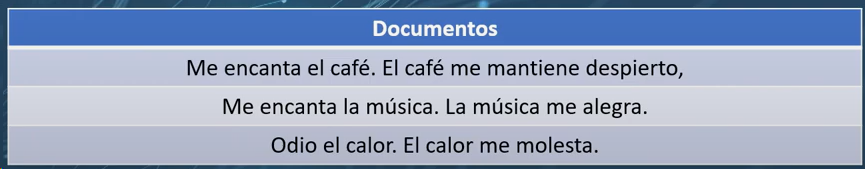 Documentos
Me encanta el café. El café me mantiene despierto,
Me encanta la música. La música me alegra.
Odio el calor. El calor me molesta.